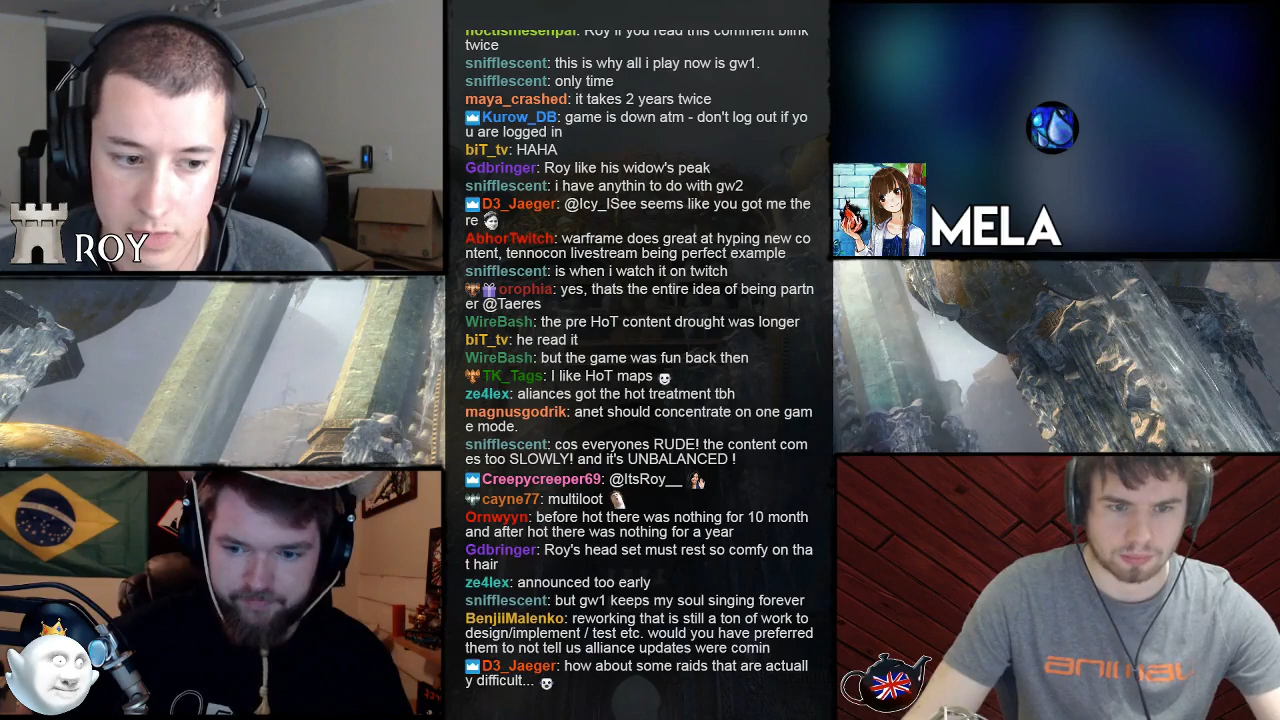 noctismesenpai: Roy if you read this comment blink
twice
snifflescent: this is why all i play now is gw1.
snifflescent: only time
maya_crashed: it takes 2 years twice
Kurow_DB: game is down atm - don't log out if yo
u are logged in
biT_tv: HAHA
Gdbringer: Roy like his widow's peak
snifflescent: i have anythin to do with gw2
D3_Jaeger: @Icy_ISee seems like you got me the
re
AbhorTwitch: warframe does great at hyping new co
ntent, tennocon livestream being perfect example
snifflescent: is when i watch it on twitch
orophia: yes, thats the entire idea of being partn
er @Taeres
WireBash: the pre HoT content drought was longer
biT_tv: he read it
WireBash: but the game was fun back then
TK_Tags: I like HoT maps
ze4lex: aliances got the hot treatment tbh
magnusgodrik: anet should concentrate on one gam
e mode.
snifflescent: cos everyones RUDE! the content com
es too SLOWLY! and it's UNBALANCED !
Creepycreeper69: @ItsRoy__
cayne77: multiloot
Ornwyyn: before hot there was nothing for 10 month
and after hot there was nothing for a year
Gdbringer: Roy's head set must rest so comfy on tha
t hair
ze4lex: announced too early
snifflescent: but gw1 keeps my soul singing forever
BenjiiMalenko: reworking that is still a ton of work to
design/implement / test etc. would you have preferred
them to not tell us alliance updates were comin
D3_Jaeger: how about some raids that are actuall
y difficult...
ROY
MELA
animal